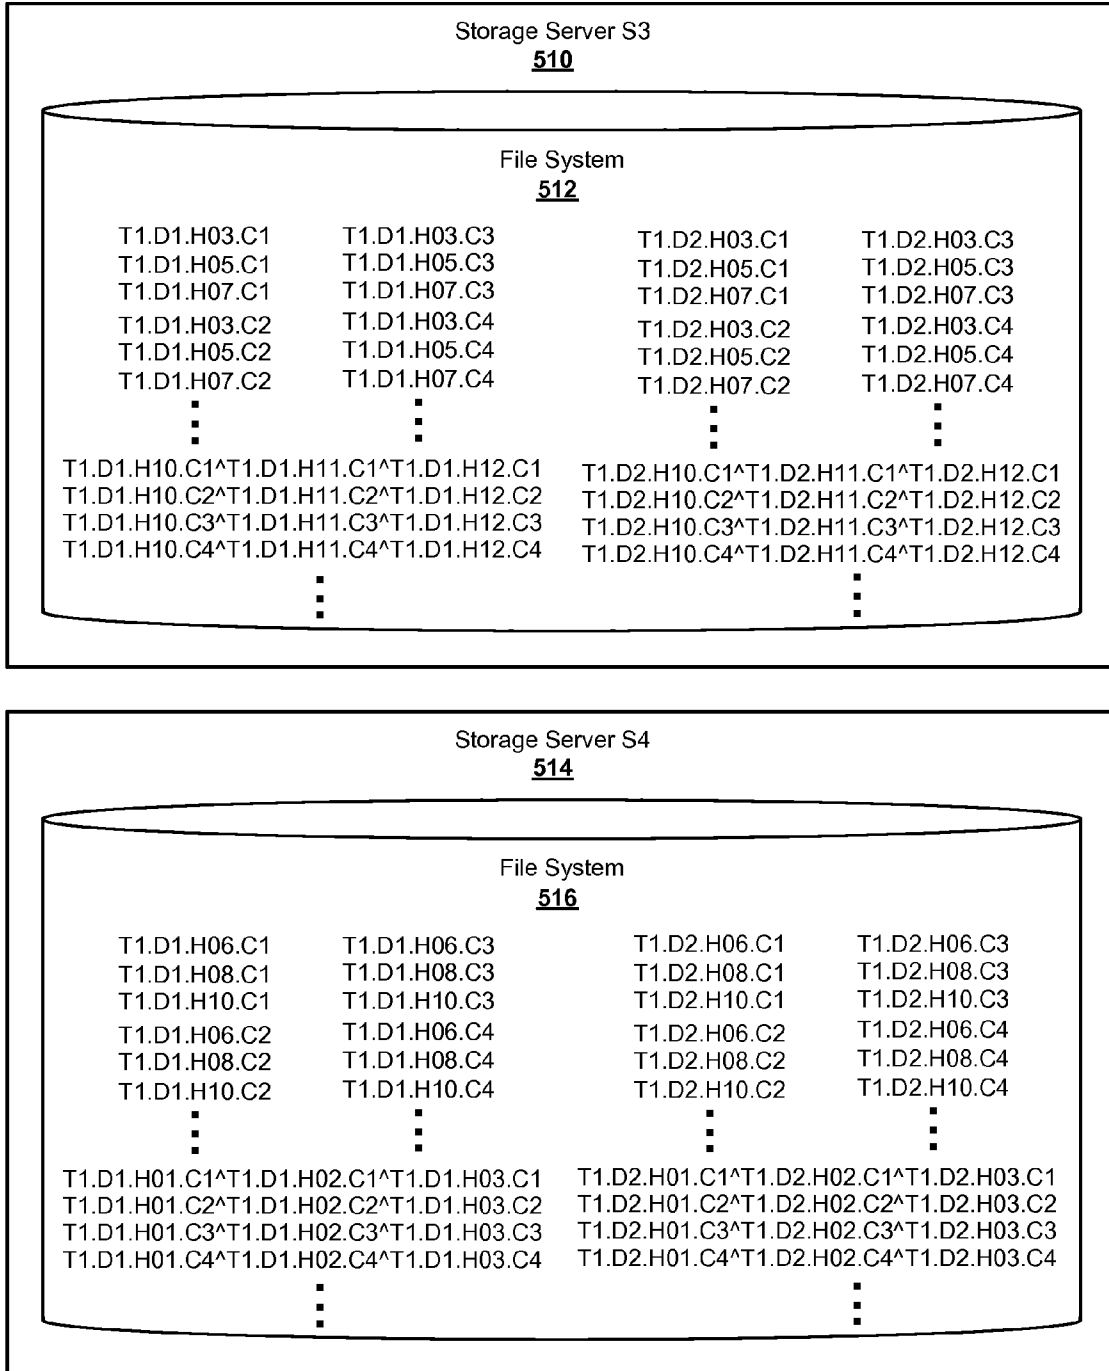 Storage Server S3
510
File System
512
T1.D1.H03.C1 T1.D1.H03.C3 T1.D2.H03.C1 T1.D2.H03.C3
T1.D1.H05.C1 T1.D1.H05.C3 T1.D2.H05.C1 T1.D2.H05.C3
T1.D1.H07.C1 T1.D1.H07.C3 T1.D2.H07.C1 T1.D2.H07.C3
T1.D1.H03.C2 T1.D1.H03.C4 T1.D2.H03.C2 T1.D2.H03.C4
T1.D1.H05.C2 T1.D1.H05.C4 T1.D2.H05.C2 T1.D2.H05.C4
T1.D1.H07.C2 T1.D1.H07.C4 T1.D2.H07.C2 T1.D2.H07.C4
T1.D1.H10.C1^T1.D1.H11.C1^T1.D1.H12.C1 T1.D2.H10.C1^T1.D2.H11.C1^T1.D2.H12.C1
T1.D1.H10.C2^T1.D1.H11.C2^T1.D1.H12.C2 T1.D2.H10.C2^T1.D2.H11.C2^T1.D2.H12.C2
T1.D1.H10.C3^T1.D1.H11.C3^T1.D1.H12.C3 T1.D2.H10.C3^T1.D2.H11.C3^T1.D2.H12.C3
T1.D1.H10.C4^T1.D1.H11.C4^T1.D1.H12.C4 T1.D2.H10.C4^T1.D2.H11.C4^T1.D2.H12.C4
Storage Server S4
514
File System
516
T1.D1.H06.C1 T1.D1.H06.C3 T1.D2.H06.C1 T1.D2.H06.C3
T1.D1.H08.C1 T1.D1.H08.C3 T1.D2.H08.C1 T1.D2.H08.C3
T1.D1.H10.C1 T1.D1.H10.C3 T1.D2.H10.C1 T1.D2.H10.C3
T1.D1.H06.C2 T1.D1.H06.C4 T1.D2.H06.C2 T1.D2.H06.C4
T1.D1.H08.C2 T1.D1.H08.C4 T1.D2.H08.C2 T1.D2.H08.C4
T1.D1.H10.C2 T1.D1.H10.C4 T1.D2.H10.C2 T1.D2.H10.C4
T1.D1.H01.C1^T1.D1.H02.C1^T1.D1.H03.C1 T1.D2.H01.C1^T1.D2.H02.C1^T1.D2.H03.C1
T1.D1.H01.C2^T1.D1.H02.C2^T1.D1.H03.C2 T1.D2.H01.C2^T1.D2.H02.C2^T1.D2.H03.C2
T1.D1.H01.C3^T1.D1.H02.C3^T1.D1.H03.C3 T1.D2.H01.C3^T1.D2.H02.C3^T1.D2.H03.C3
T1.D1.H01.C4^T1.D1.H02.C4^T1.D1.H03.C4 T1.D2.H01.C4^T1.D2.H02.C4^T1.D2.H03.C4